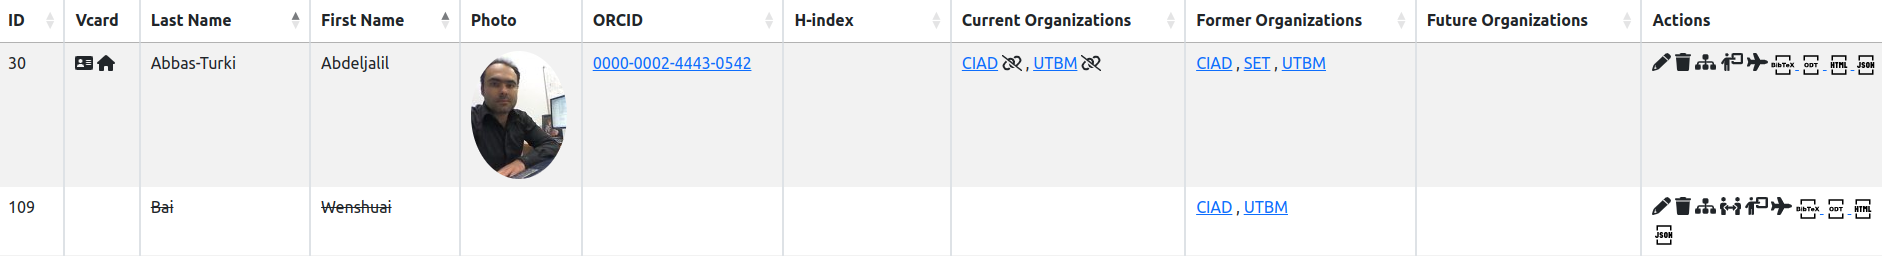 ID Vcard Last Name First Name Photo ORCID H-index Current Organizations Former Organizations Future Organizations Actions
30 Abbas-Turki Abdeljalil 0000-0002-4443-0542 CIAD , UTBM CIAD , SET , UTBM BibTeX ODT HTML JSON
109 Bai Wenshuai CIAD , UTBM BibTeX ODT HTML
JSON